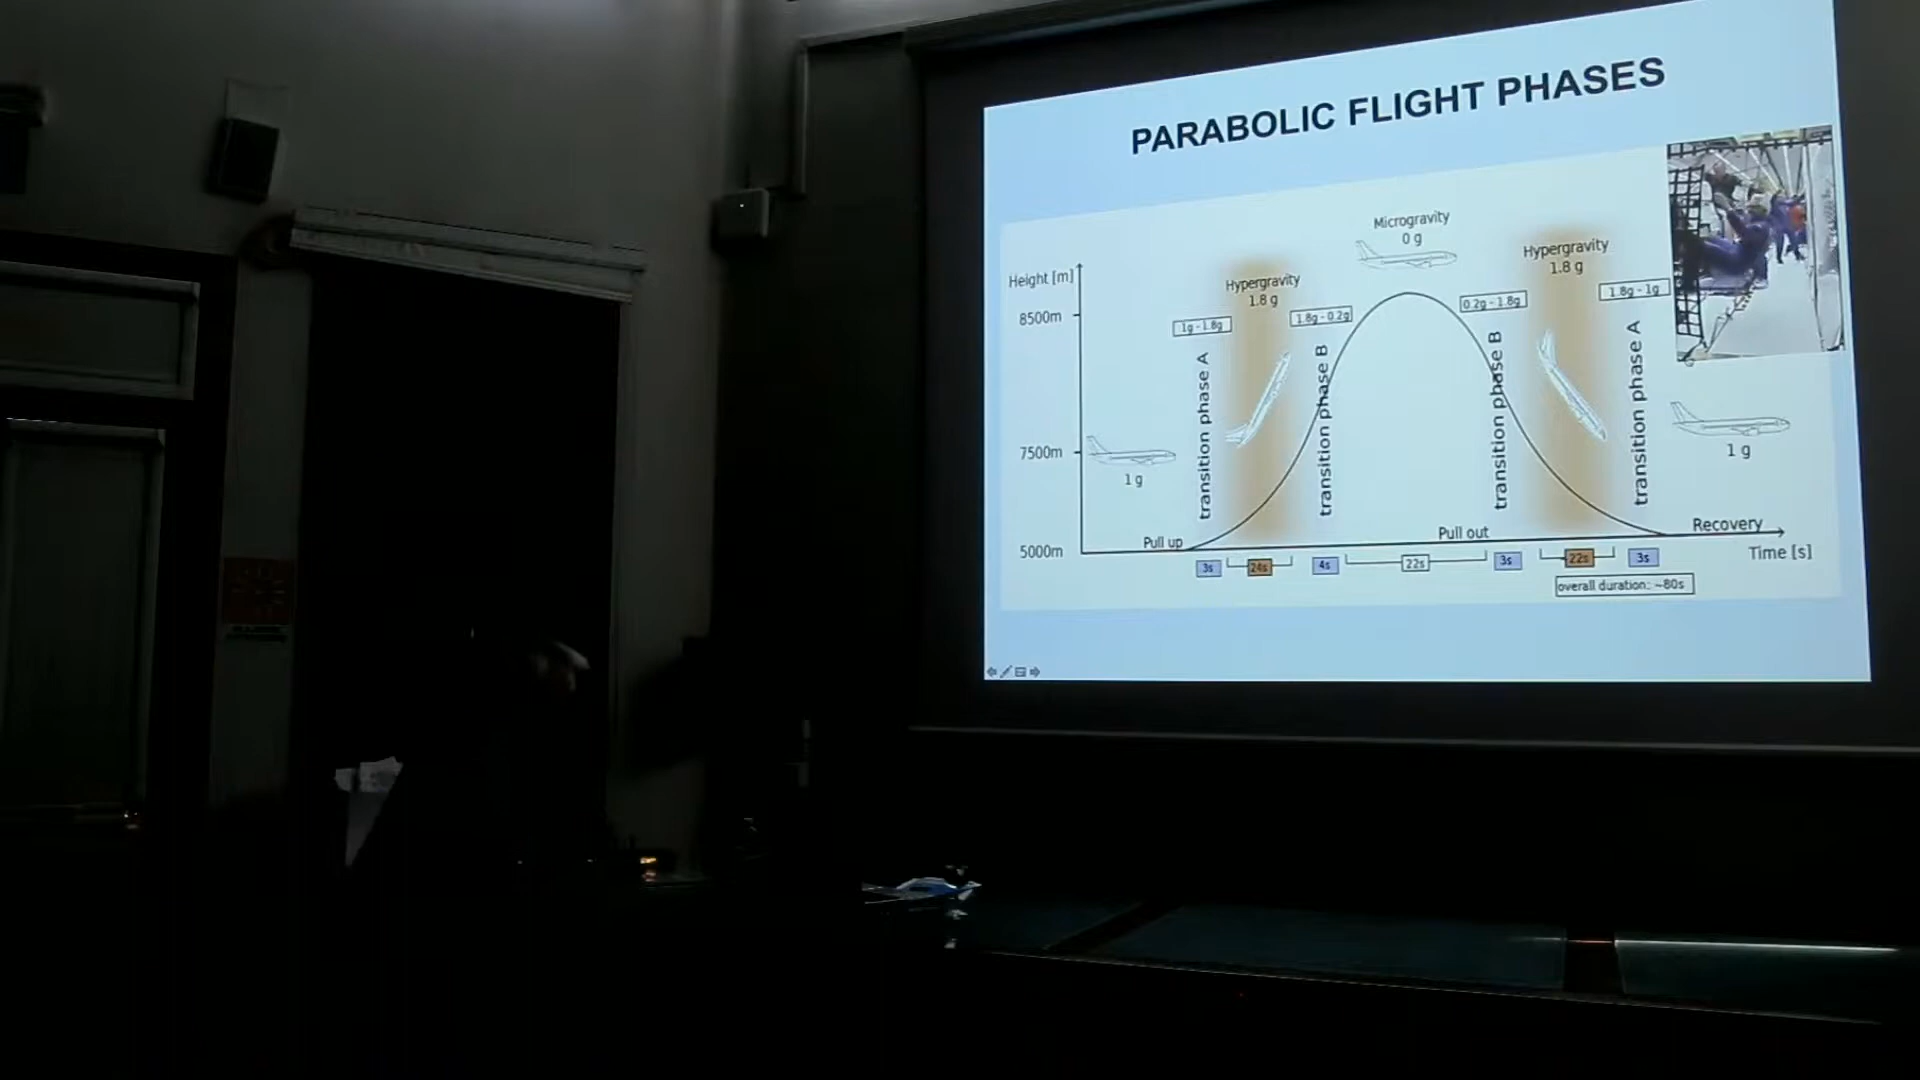 PARABOLIC FLIGHT PHASES
Microgravity
0 g
Hypergravity
1.8 g
Hypergravity
1.8 g
Height [m]
8500m
7500m
5000m
1g - 1.8g
1.8g - 0.2g
0.2g - 1.8g
1.8g - 1g
transition phase A
transition phase B
transition phase B
transition phase A
1 g
1 g
Pull up
Pull out
Recovery
Time [s]
3s
24s
4s
22s
3s
22s
3s
overall duration: ~80s